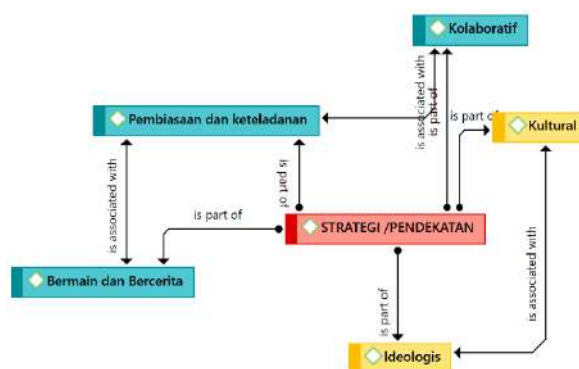 Kolaboratif
is associated with
is part of
is part of
Kultural
Pembiasaan dan keteladanan
is associated with
is part of
is part of
STRATEGI /PENDEKATAN
is associated with
Bermain dan Bercerita
is part of
Ideologis